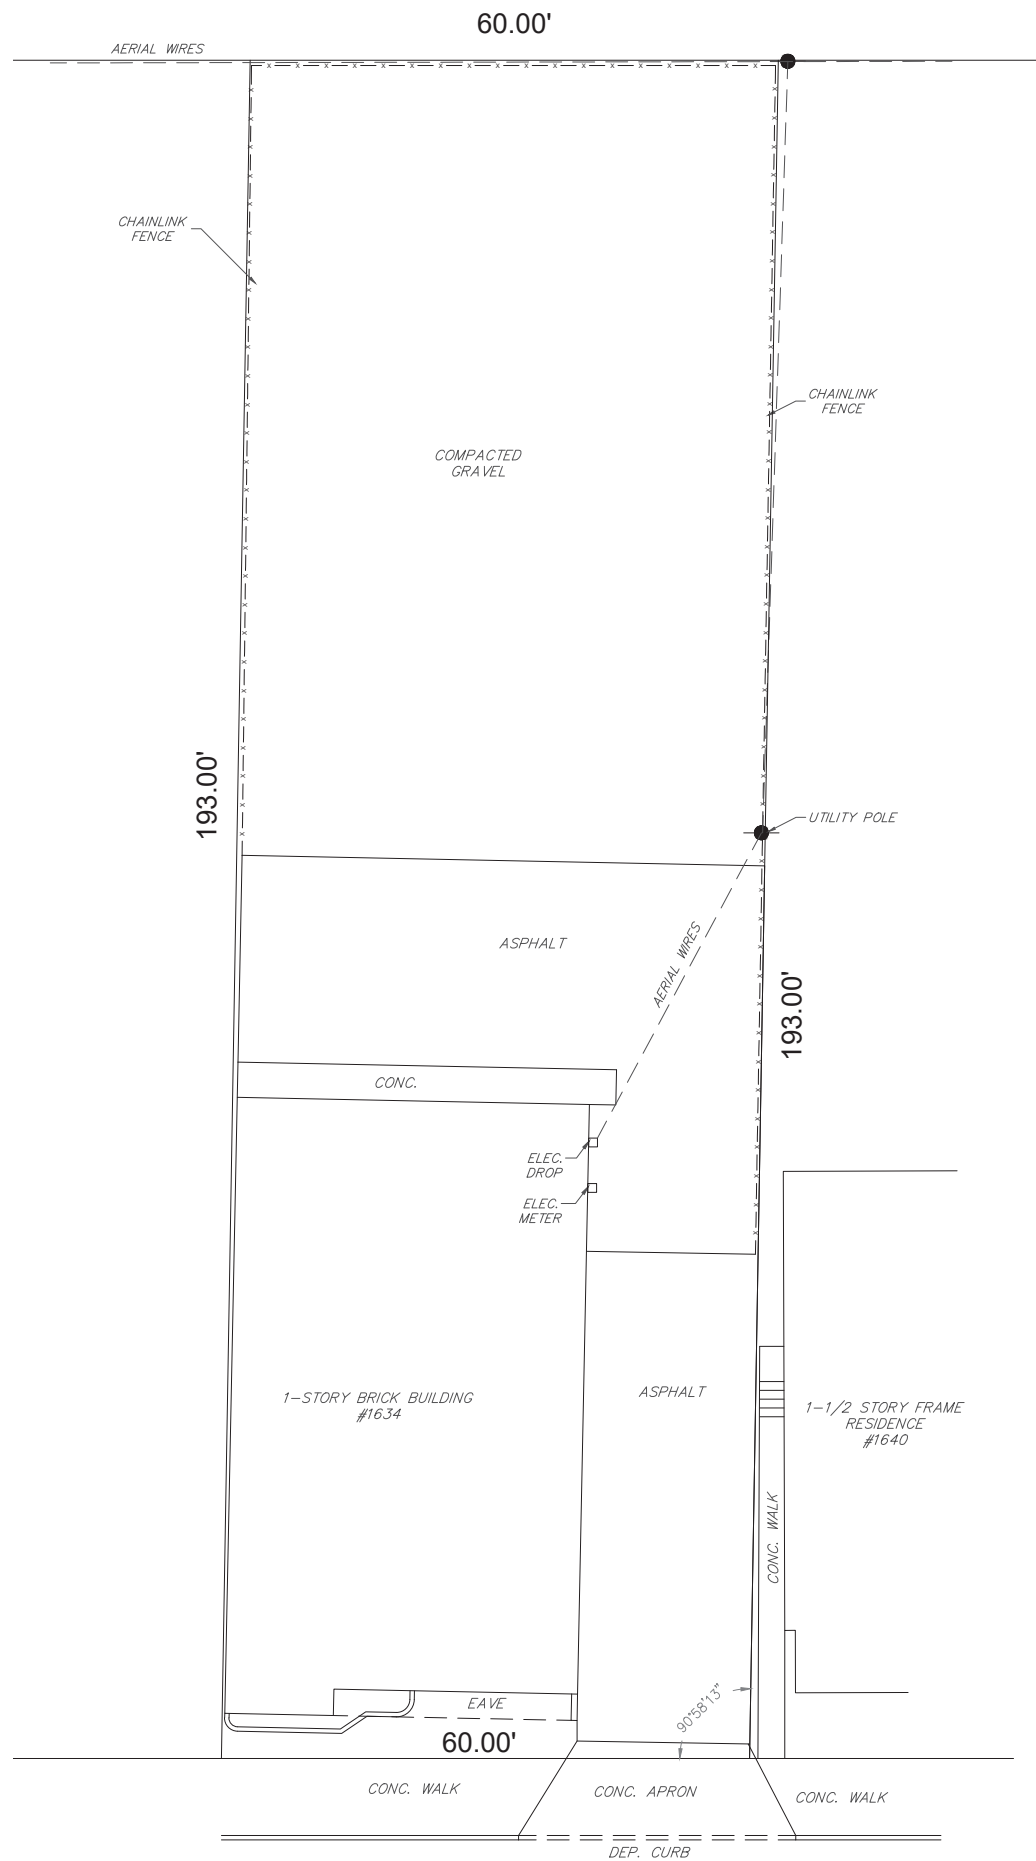 60.00'
AERIAL WIRES
CHAINLINK
FENCE
CHAINLINK
FENCE
COMPACTED
GRAVEL
193.00'
UTILITY POLE
ASPHALT
AERIAL WIRES
193.00'
CONC.
ELEC.
DROP
ELEC.
METER
1-STORY BRICK BUILDING
#1634
ASPHALT
1-1/2 STORY FRAME
RESIDENCE
#1640
CONC. WALK
EAVE
90°58'13"
60.00'
CONC. WALK
CONC. APRON
CONC. WALK
DEP. CURB